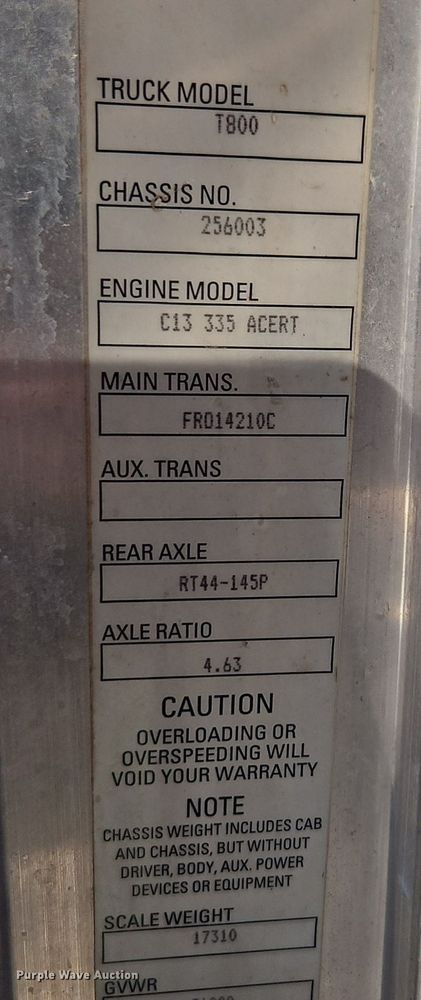 TRUCK MODEL
T800
CHASSIS NO.
256003
ENGINE MODEL
C13 335 ACERT
MAIN TRANS.
FRO14210C
AUX. TRANS
REAR AXLE
RT44-145P
AXLE RATIO
4.63
CAUTION
OVERLOADING OR
OVERSPEEDING WILL
VOID YOUR WARRANTY
NOTE
CHASSIS WEIGHT INCLUDES CAB
AND CHASSIS, BUT WITHOUT
DRIVER, BODY, AUX. POWER
DEVICES OR EQUIPMENT
SCALE WEIGHT
17310
GVWR
Purple Wave Auction